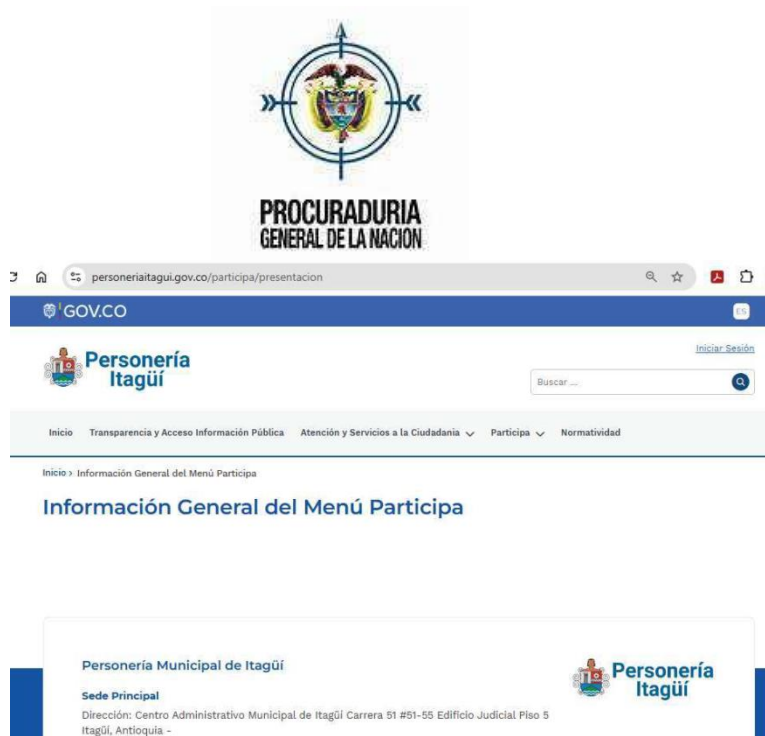 PROCURADURIA
GENERAL DE LA NACION
personeriaitagui.gov.co/participa/presentacion
GOV.CO
ES
Iniciar Sesión
Personería
Itagüí
Buscar ...
Inicio Transparencia y Acceso Información Pública Atención y Servicios a la Ciudadania Participa Normatividad
Inicio › Información General del Menú Participa
Información General del Menú Participa
Personería Municipal de Itagüí
Personería
Itagüí
Sede Principal
Dirección: Centro Administrativo Municipal de Itagüí Carrera 51 #51-55 Edificio Judicial Piso 5
Itagüí, Antioquia -